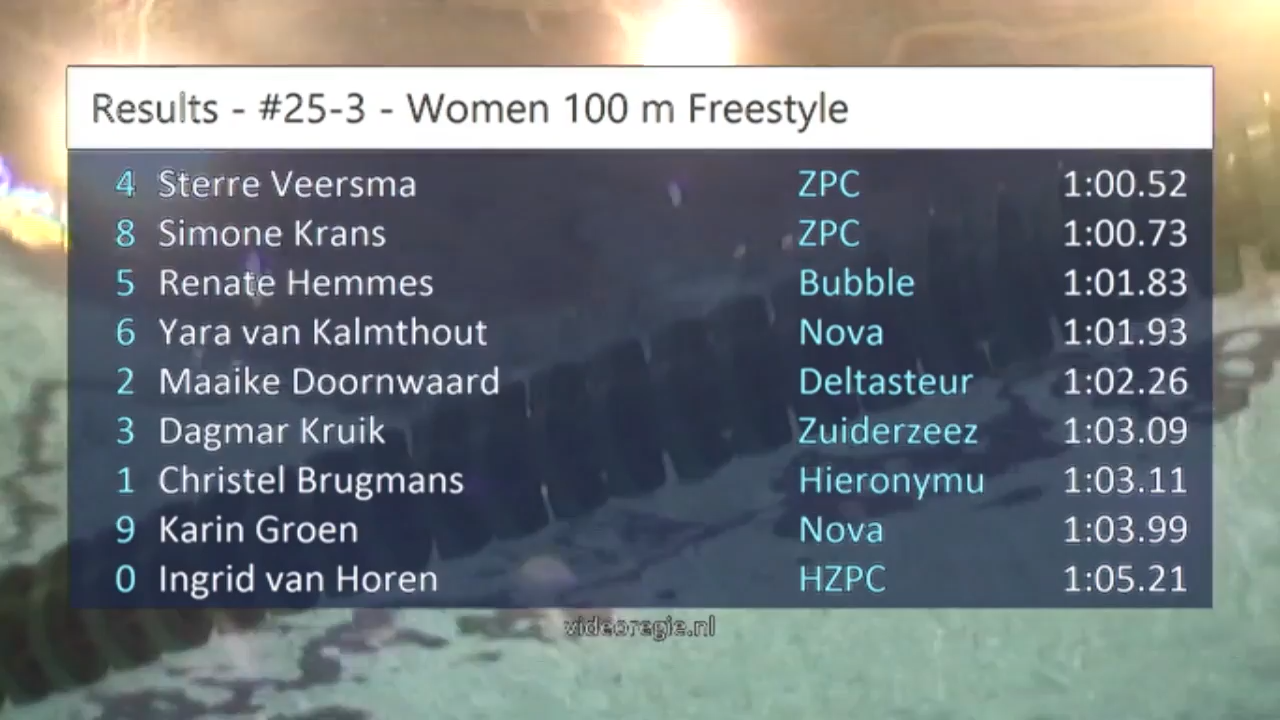 Results - #25-3 - Women 100 m Freestyle
4 Sterre Veersma ZPC 1:00.52
8 Simone Krans ZPC 1:00.73
5 Renate Hemmes Bubble 1:01.83
6 Yara van Kalmthout Nova 1:01.93
2 Maaike Doornwaard Deltasteur 1:02.26
3 Dagmar Kruik Zuiderzeez 1:03.09
1 Christel Brugmans Hieronymu 1:03.11
9 Karin Groen Nova 1:03.99
0 Ingrid van Horen HZPC 1:05.21
videoregie.nl